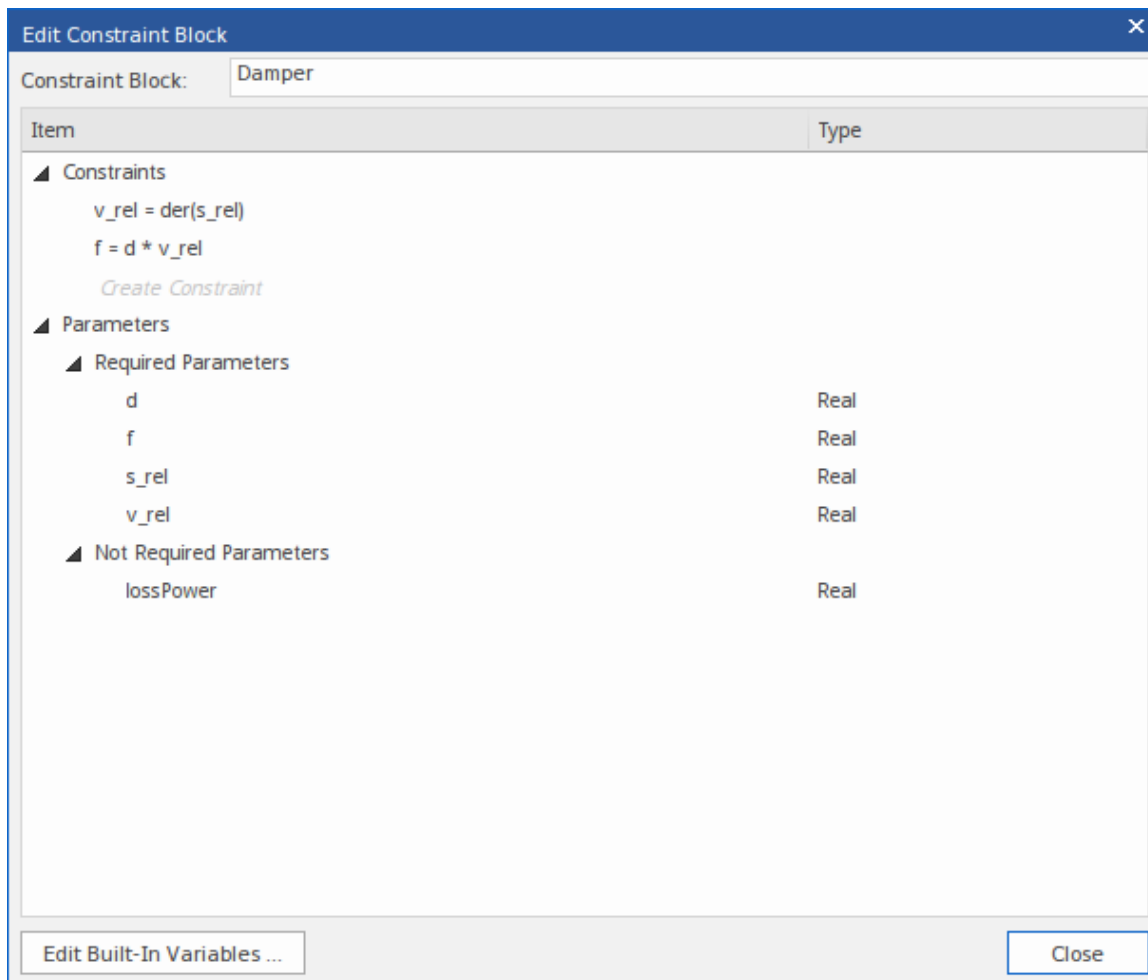 Edit Constraint Block
Constraint Block: Damper
Item Type
Constraints
v_rel = der(s_rel)
f = d * v_rel
Create Constraint
Parameters
Required Parameters
d Real
f Real
s_rel Real
v_rel Real
Not Required Parameters
lossPower Real
Edit Built-In Variables ... Close